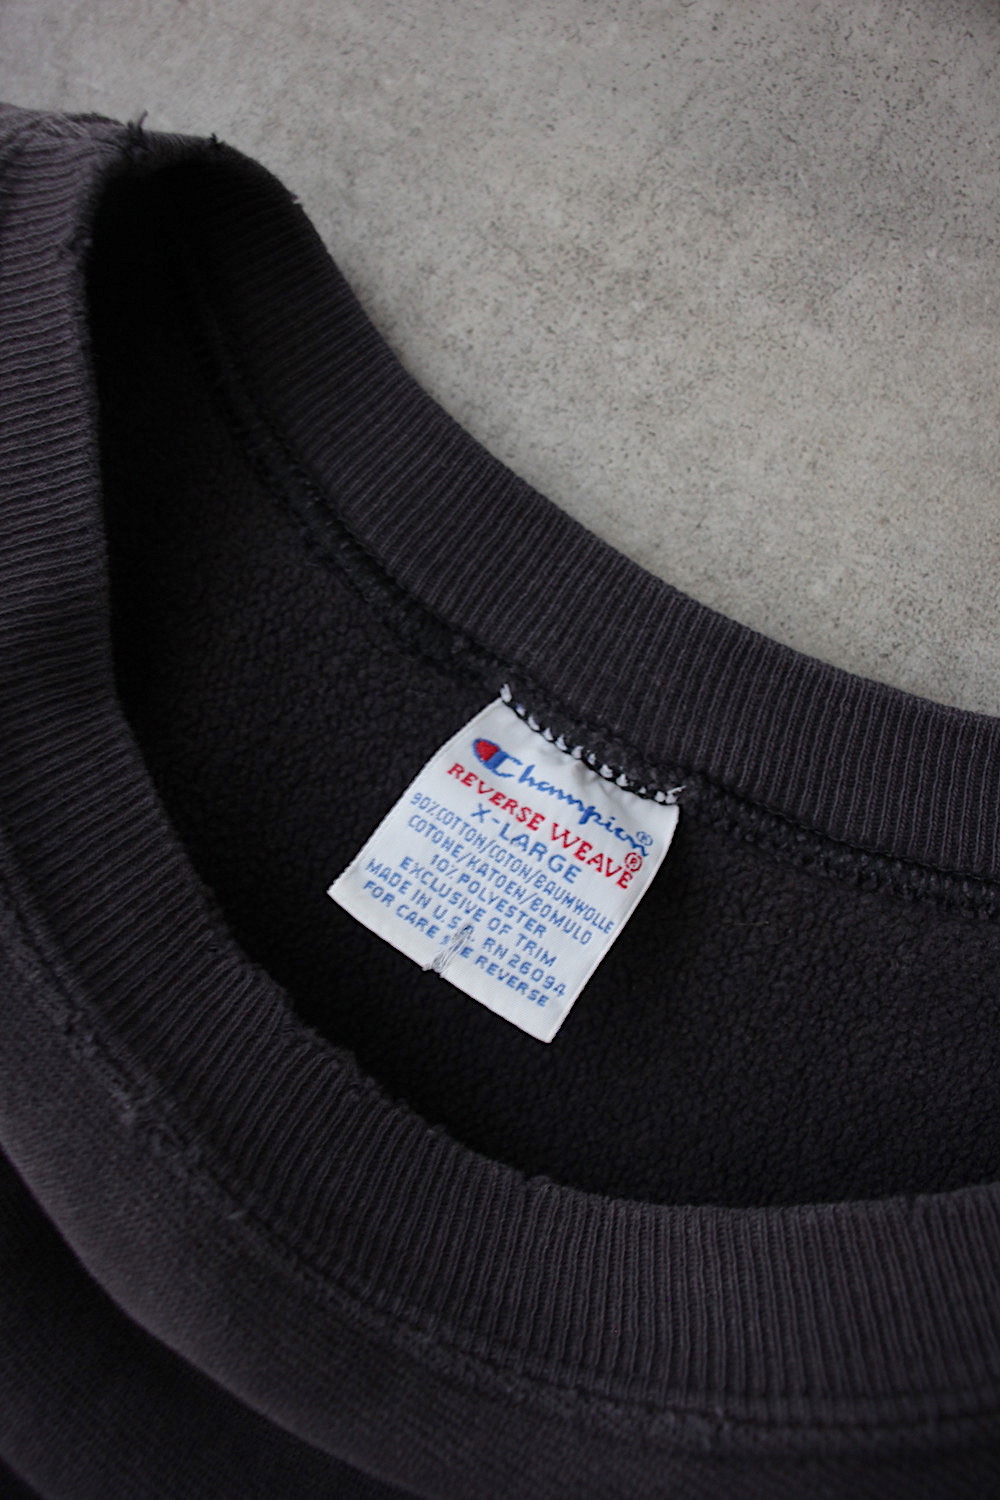 Champion®
REVERSE WEAVE®
X-LARGE
90%COTTON/COTON/BAUMWOLLE
COTONE/KATOEN/BOMULD
10% POLYESTER
EXCLUSIVE OF TRIM
MADE IN U.S.A. RN 26094
FOR CARE SEE REVERSE